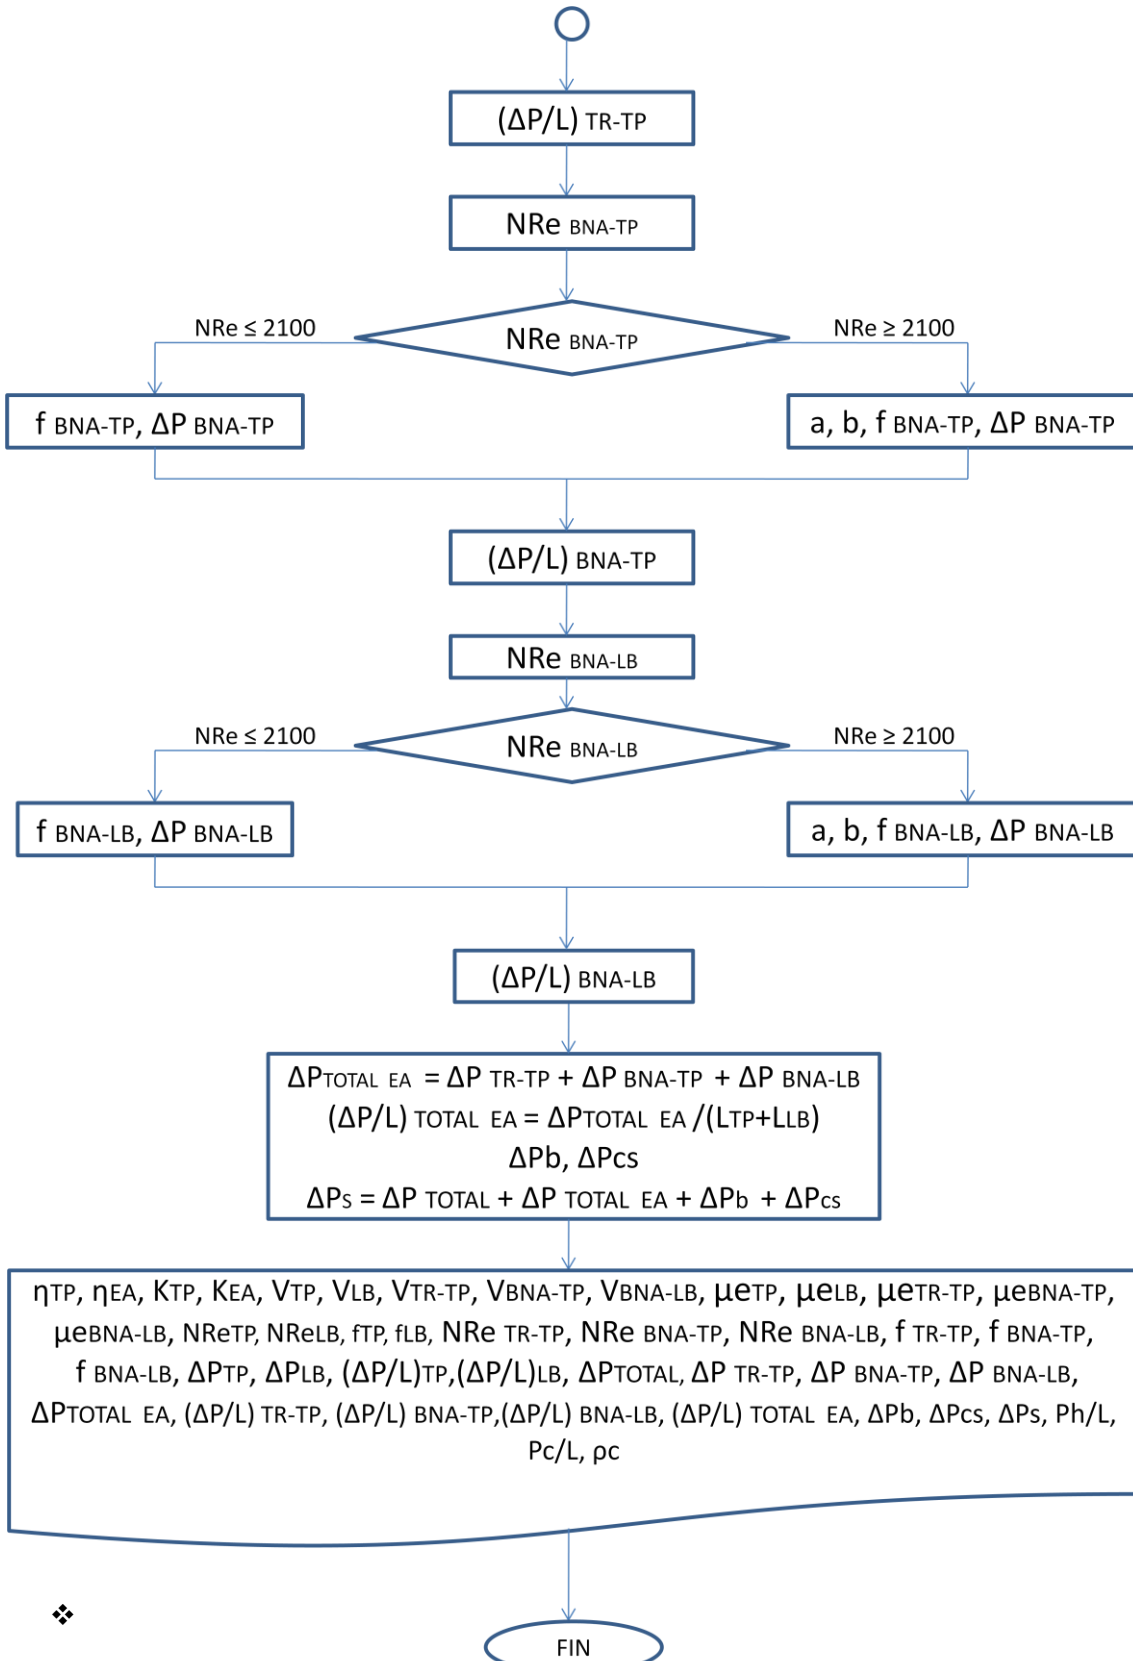 (ΔP/L) TR-TP
NRe BNA-TP
NRe ≤ 2100
NRe BNA-TP
NRe ≥ 2100
f BNA-TP, ΔP BNA-TP
a, b, f BNA-TP, ΔP BNA-TP
(ΔP/L) BNA-TP
NRe BNA-LB
NRe ≤ 2100
NRe BNA-LB
NRe ≥ 2100
f BNA-LB, ΔP BNA-LB
a, b, f BNA-LB, ΔP BNA-LB
(ΔP/L) BNA-LB
ΔPTOTAL EA = ΔP TR-TP + ΔP BNA-TP + ΔP BNA-LB
(ΔP/L) TOTAL EA = ΔPTOTAL EA /(LTP+LLB)
ΔPb, ΔPcs
ΔPs = ΔP TOTAL + ΔP TOTAL EA + ΔPb + ΔPcs
ηTP, ηEA, KTP, KEA, VTP, VLB, VTR-TP, VBNA-TP, VBNA-LB, μeTP, μeLB, μeTR-TP, μeBNA-TP,
μeBNA-LB, NReTP, NReLB, fTP, fLB, NRe TR-TP, NRe BNA-TP, NRe BNA-LB, f TR-TP, f BNA-TP,
f BNA-LB, ΔPTP, ΔPLB, (ΔP/L)TP,(ΔP/L)LB, ΔPTOTAL, ΔP TR-TP, ΔP BNA-TP, ΔP BNA-LB,
ΔPTOTAL EA, (ΔP/L) TR-TP, (ΔP/L) BNA-TP,(ΔP/L) BNA-LB, (ΔP/L) TOTAL EA, ΔPb, ΔPcs, ΔPs, Ph/L,
Pc/L, ρc
FIN